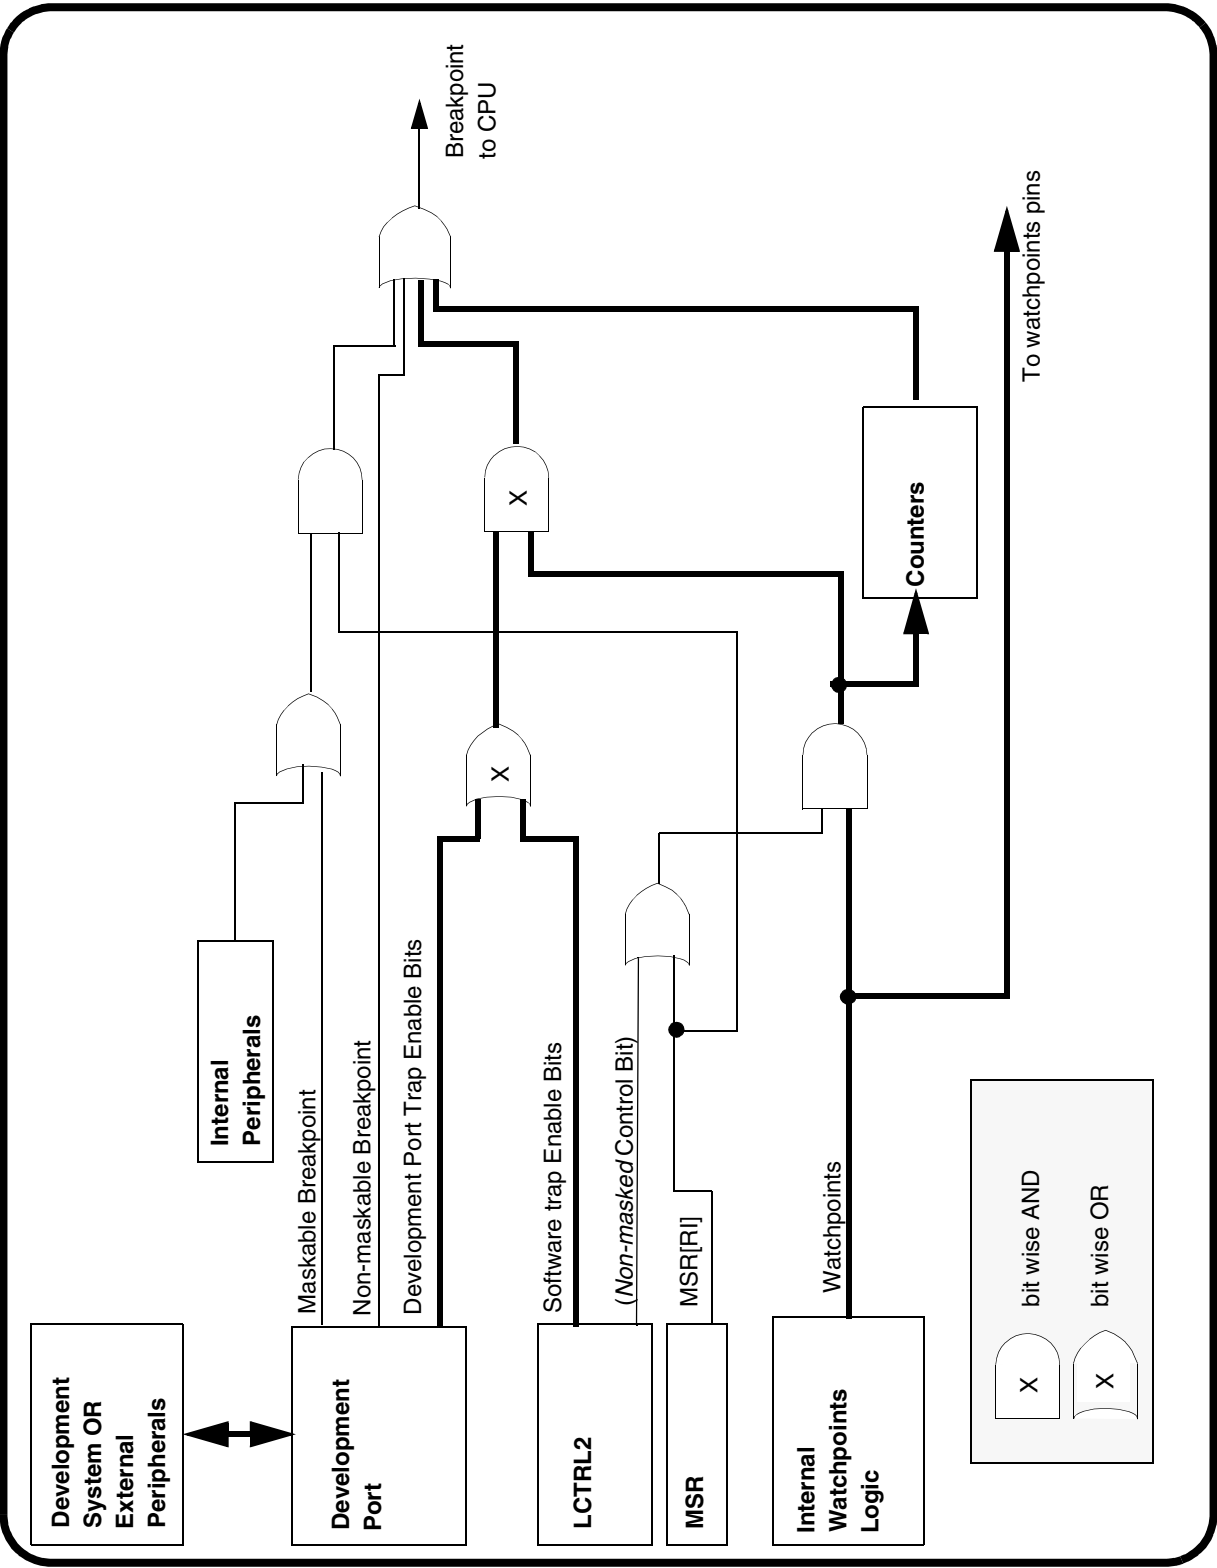 Development
System OR
External
Peripherals
Development
Port
LCTRL2
MSR
Internal
Watchpoints
Logic
Internal
Peripherals
Maskable Breakpoint
Non-maskable Breakpoint
Development Port Trap Enable Bits
Software trap Enable Bits
(Non-masked Control Bit)
MSR[RI]
Watchpoints
X
X
Counters
Breakpoint
to CPU
To watchpoints pins
X
bit wise AND
X
bit wise OR